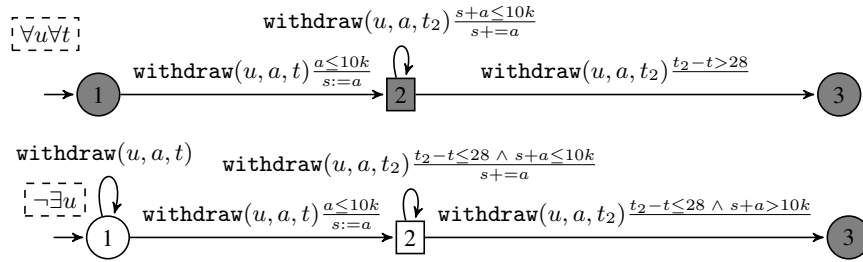 withdraw(u, a, t₂) s+a≤10k / s+=a
∀u∀t
withdraw(u, a, t) a≤10k / s:=a
withdraw(u, a, t₂) t₂−t>28
1
2
3
withdraw(u, a, t)
withdraw(u, a, t₂) t₂−t≤28 ∧ s+a≤10k / s+=a
¬∃u
withdraw(u, a, t) a≤10k / s:=a
withdraw(u, a, t₂) t₂−t≤28 ∧ s+a>10k
1
2
3